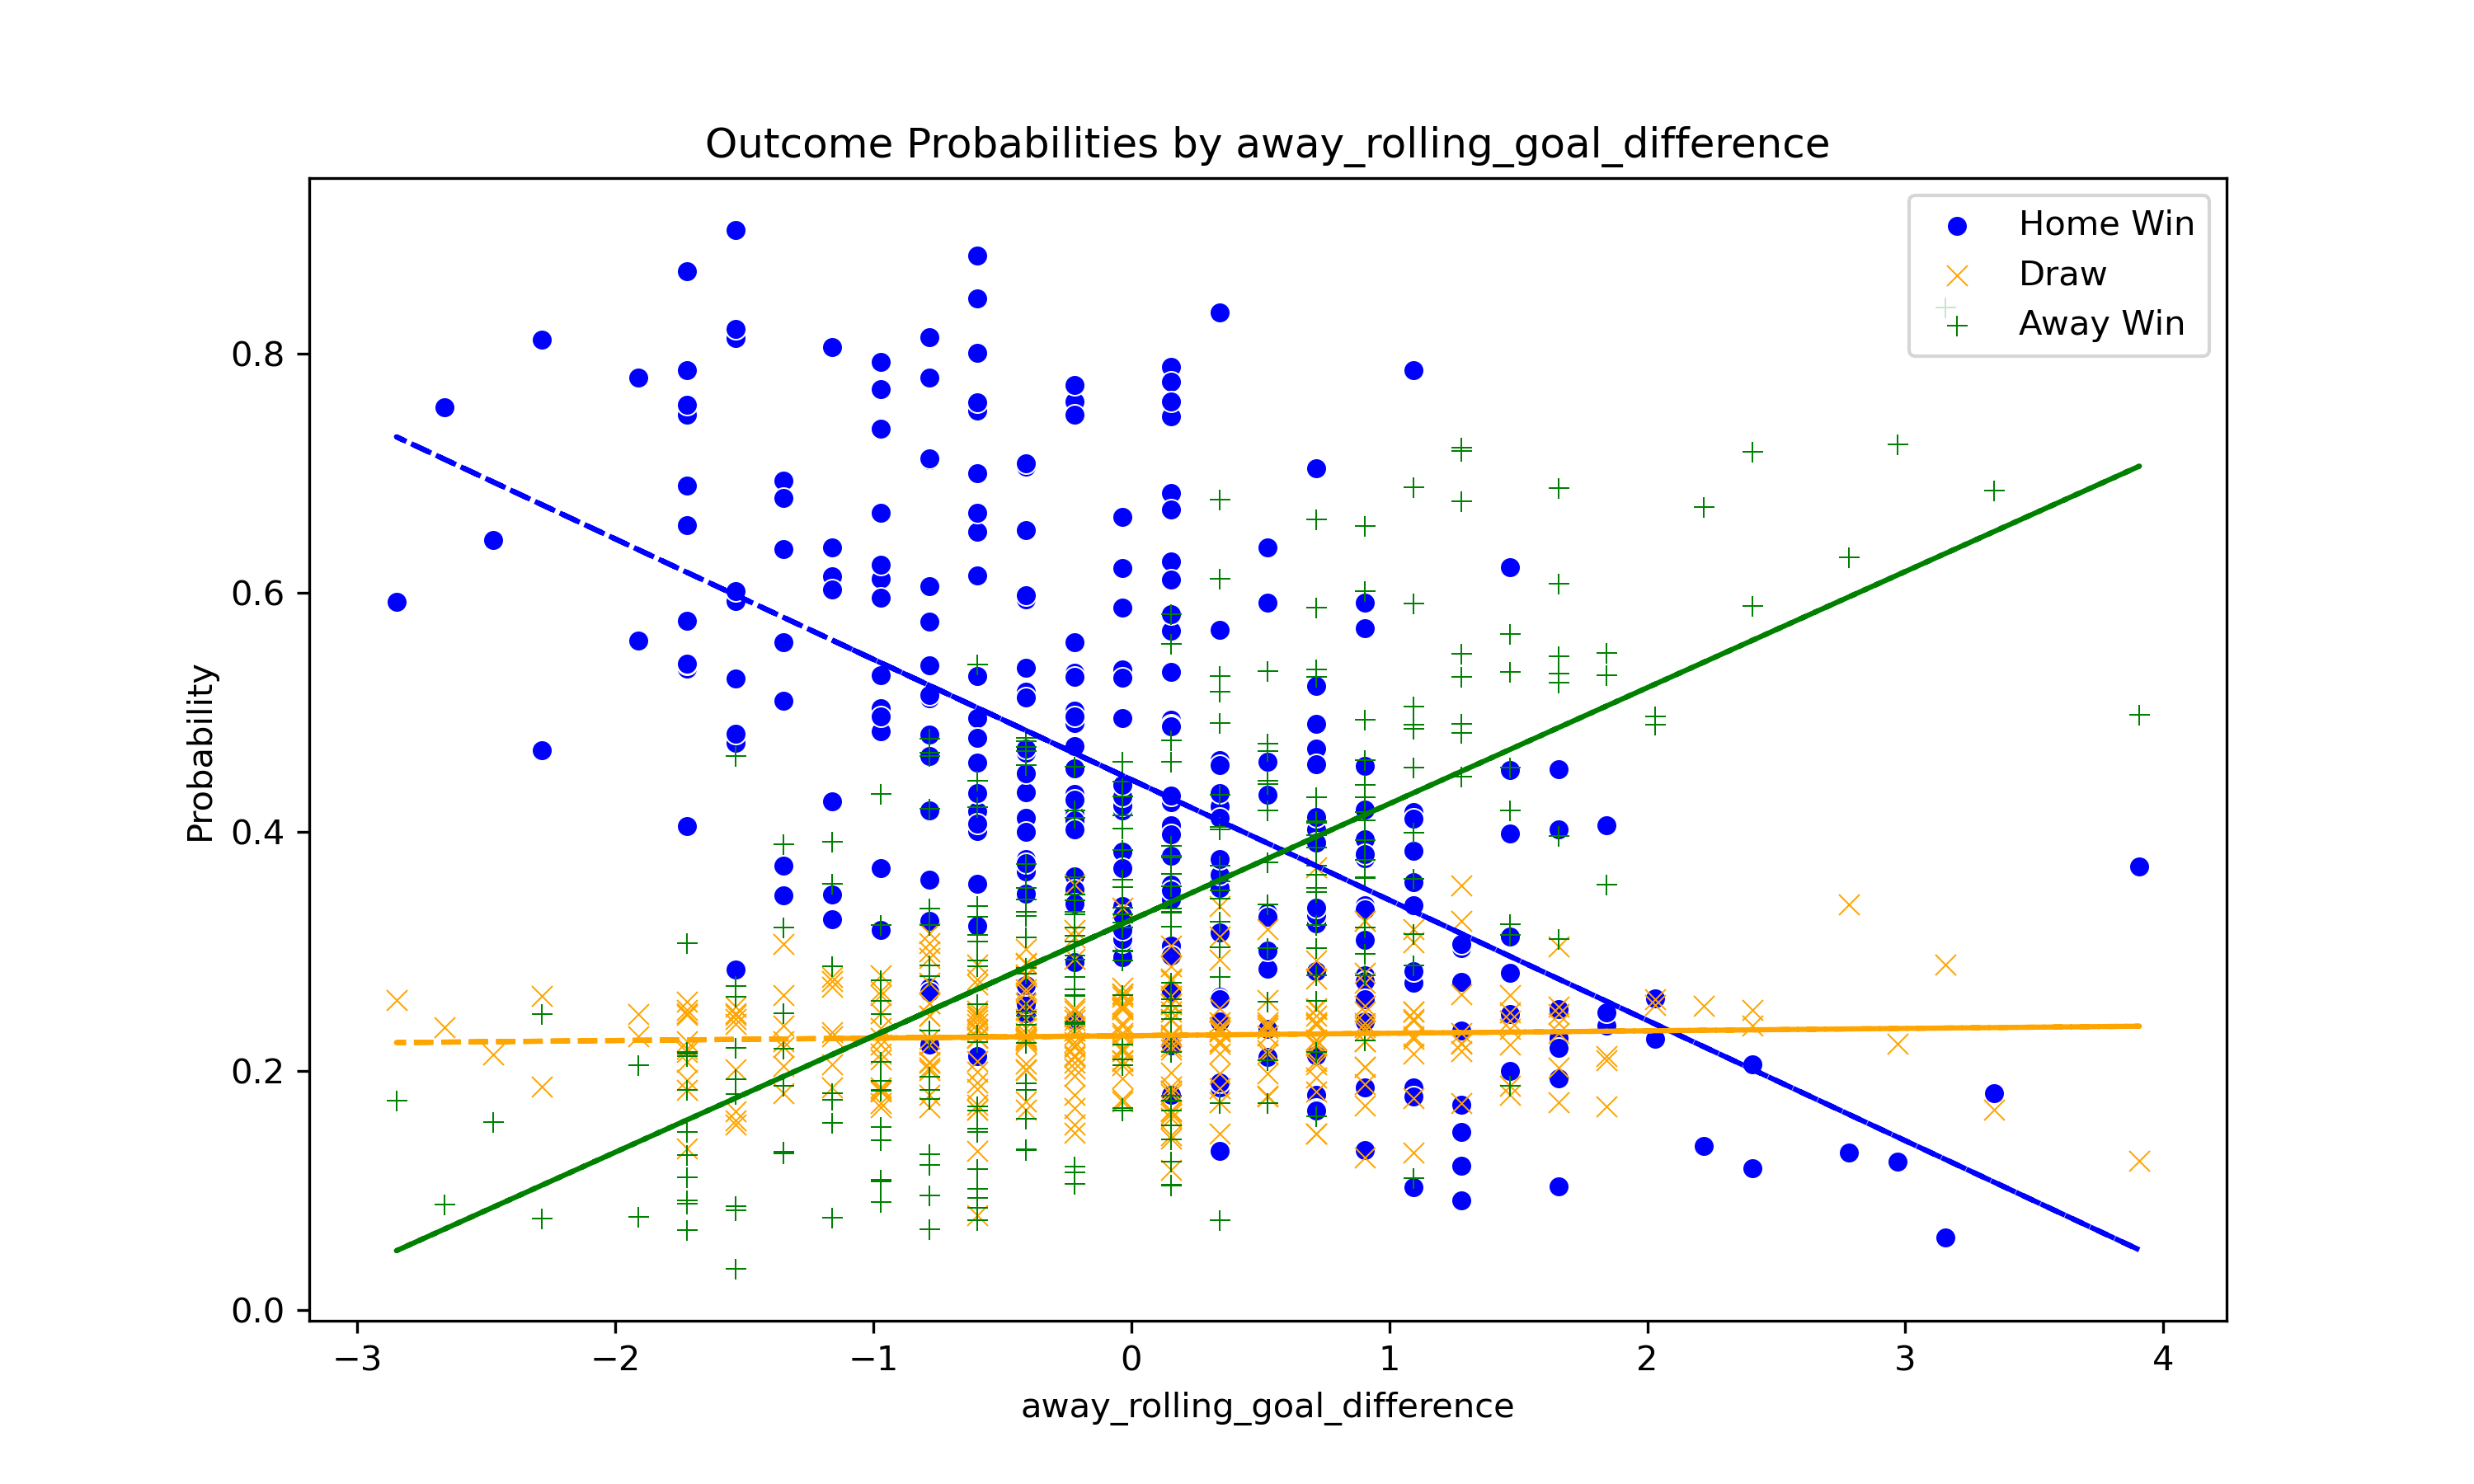 Outcome Probabilities by away_rolling_goal_difference
Home Win
Draw
Away Win
Probability
0.8
0.6
0.4
0.2
0.0
−3 −2 −1 0 1 2 3 4
away_rolling_goal_difference